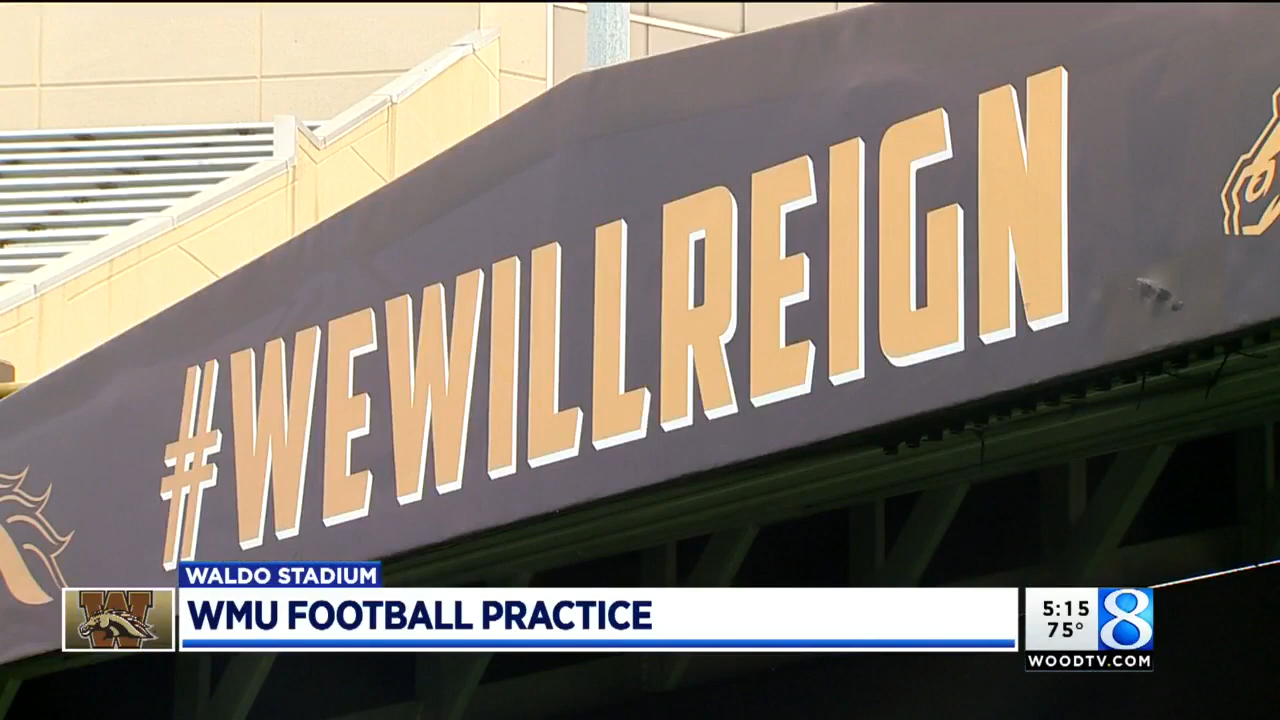 #WEWILLREIGN
WALDO STADIUM
W
WMU FOOTBALL PRACTICE
5:15
75°
8
WOODTV.COM